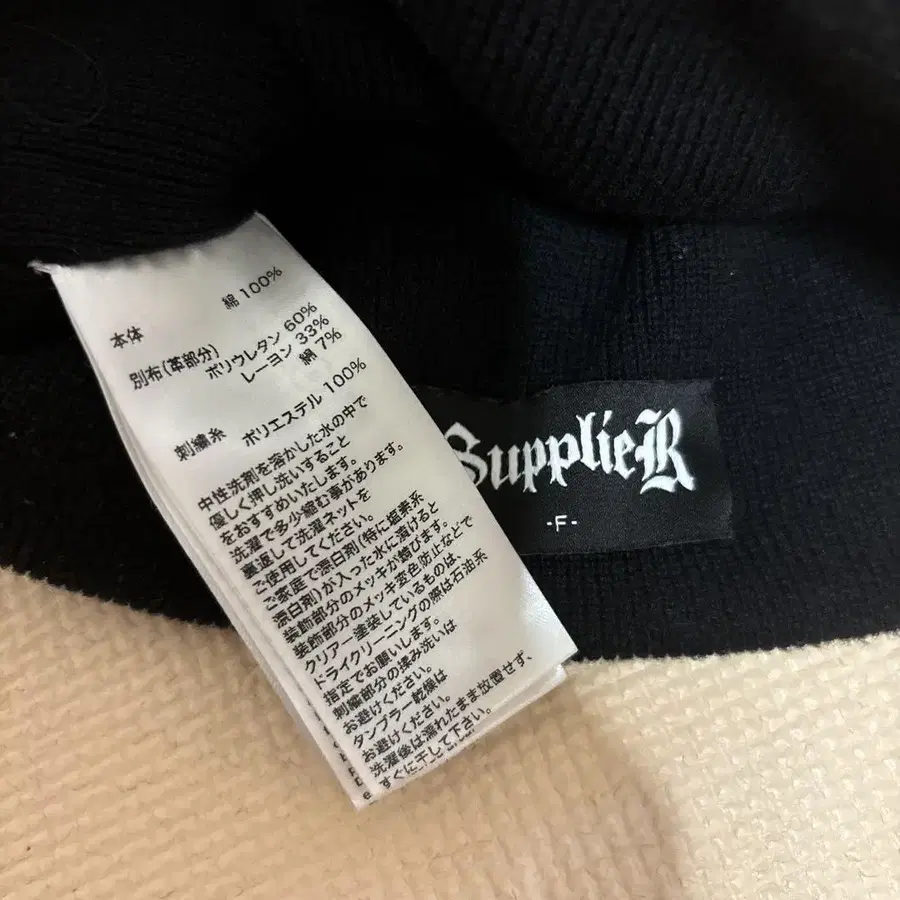 本体 綿 100%
別布(革部分) ポリウレタン 60%
レーヨン 33%
綿 7%
刺繍糸 ポリエステル 100%
中性洗剤を溶かした水の中で
優しく押し洗いすること
をおすすめいたします。
洗濯で多少縮む事があります。
裏返して洗濯ネットを
ご使用してください。
ご家庭で漂白剤(特に塩素系
漂白剤)が入った水に溶けると
装飾部分のメッキが錆びます。
装飾部分のメッキ変色防止などで
クリアー塗装しているものは、
ドライクリーニングの際は石油系
指定でお願いします。
刺繍部分の揉み洗いは
お避けください。
タンブラー乾燥は
お避けください。
洗濯後は濡れたまま放置せず、
すぐに干して下さい。
SupplieR
-F-